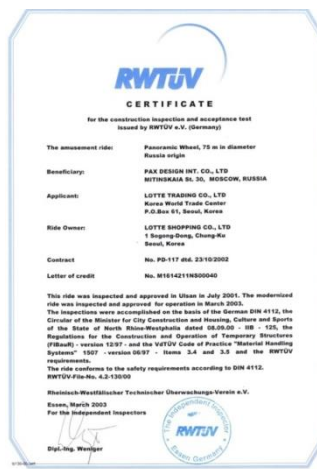 RWTÜV
CERTIFICATE
for the construction inspection and acceptance test
issued by RWTÜV e.V. (Germany)
The amusement ride: Panoramic Wheel, 75 m in diameter
Russia origin
Beneficiary: PAX DESIGN INT. CO., LTD
MITINSKAIA St. 30, MOSCOW, RUSSIA
Applicant: LOTTE TRADING CO., LTD
Korea World Trade Center
P.O.Box 61, Seoul, Korea
Ride Owner: LOTTE SHOPPING CO., LTD
1 Sogong-Dong, Chung-Ku
Seoul, Korea
Contract No. PD-117 dtd. 23/10/2002
Letter of credit No. M1614211NS00040
This ride was inspected and approved in Ulsan in July 2001. The modernized
ride was inspected and approved for operation in March 2003.
The inspections were accomplished on the basis of the German DIN 4112, the
Circular of the Minister for City Construction and Housing, Culture and Sports
of the State of North Rhine-Westphalia dated 08.09.00 - IIB - 125, the
Regulations for the Construction and Operation of Temporary Structures
(FlBauR) - version 12/97 - and the VdTÜV Code of Practice "Material Handling
Systems" 1507 - version 06/97 - Items 3.4 and 3.5 and the RWTÜV
requirements.
The ride conforms to the safety requirements according to DIN 4112.
RWTÜV-File-No. 4.2-130/00
Rheinisch-Westfälischer Technischer Überwachungs-Verein e.V.
Essen, March 2003
For the Independent Inspectors
Dipl.-Ing. Weniger
The Independent Inspector
RWTÜV
Essen Germany